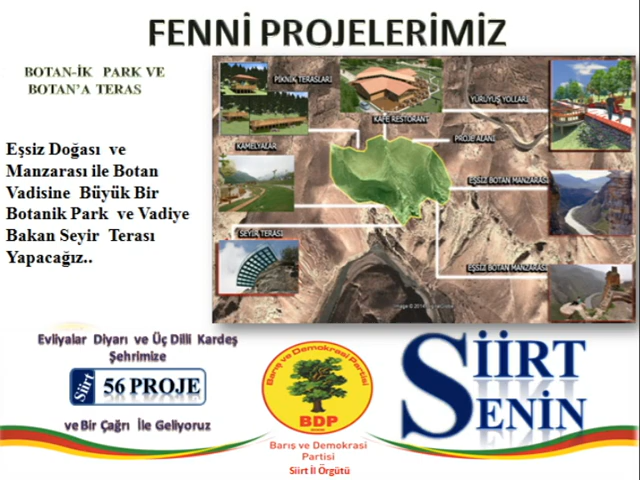 FENNİ PROJELERİMİZ
BOTAN-İK PARK VE
BOTAN'A TERAS
Eşsiz Doğası ve
Manzarası ile Botan
Vadisine Büyük Bir
Botanik Park ve Vadiye
Bakan Seyir Terası
Yapacağız..
PİKNİK TERASLARI
KAFE RESTORANT
YÜRÜYÜŞ YOLLARI
PROJE ALANI
KAMELYALAR
EŞSİZ BOTAN MANZARASI
SEYİR TERASI
EŞSİZ BOTAN MANZARASI
Evliyalar Diyarı ve Üç Dilli Kardeş
Şehrimize
Siirt 56 PROJE
ve Bir Çağrı İle Geliyoruz
Barış ve Demokrasi Partisi
BDP
Barış ve Demokrasi
Partisi
Siirt İl Örgütü
SİİRT
SENİN